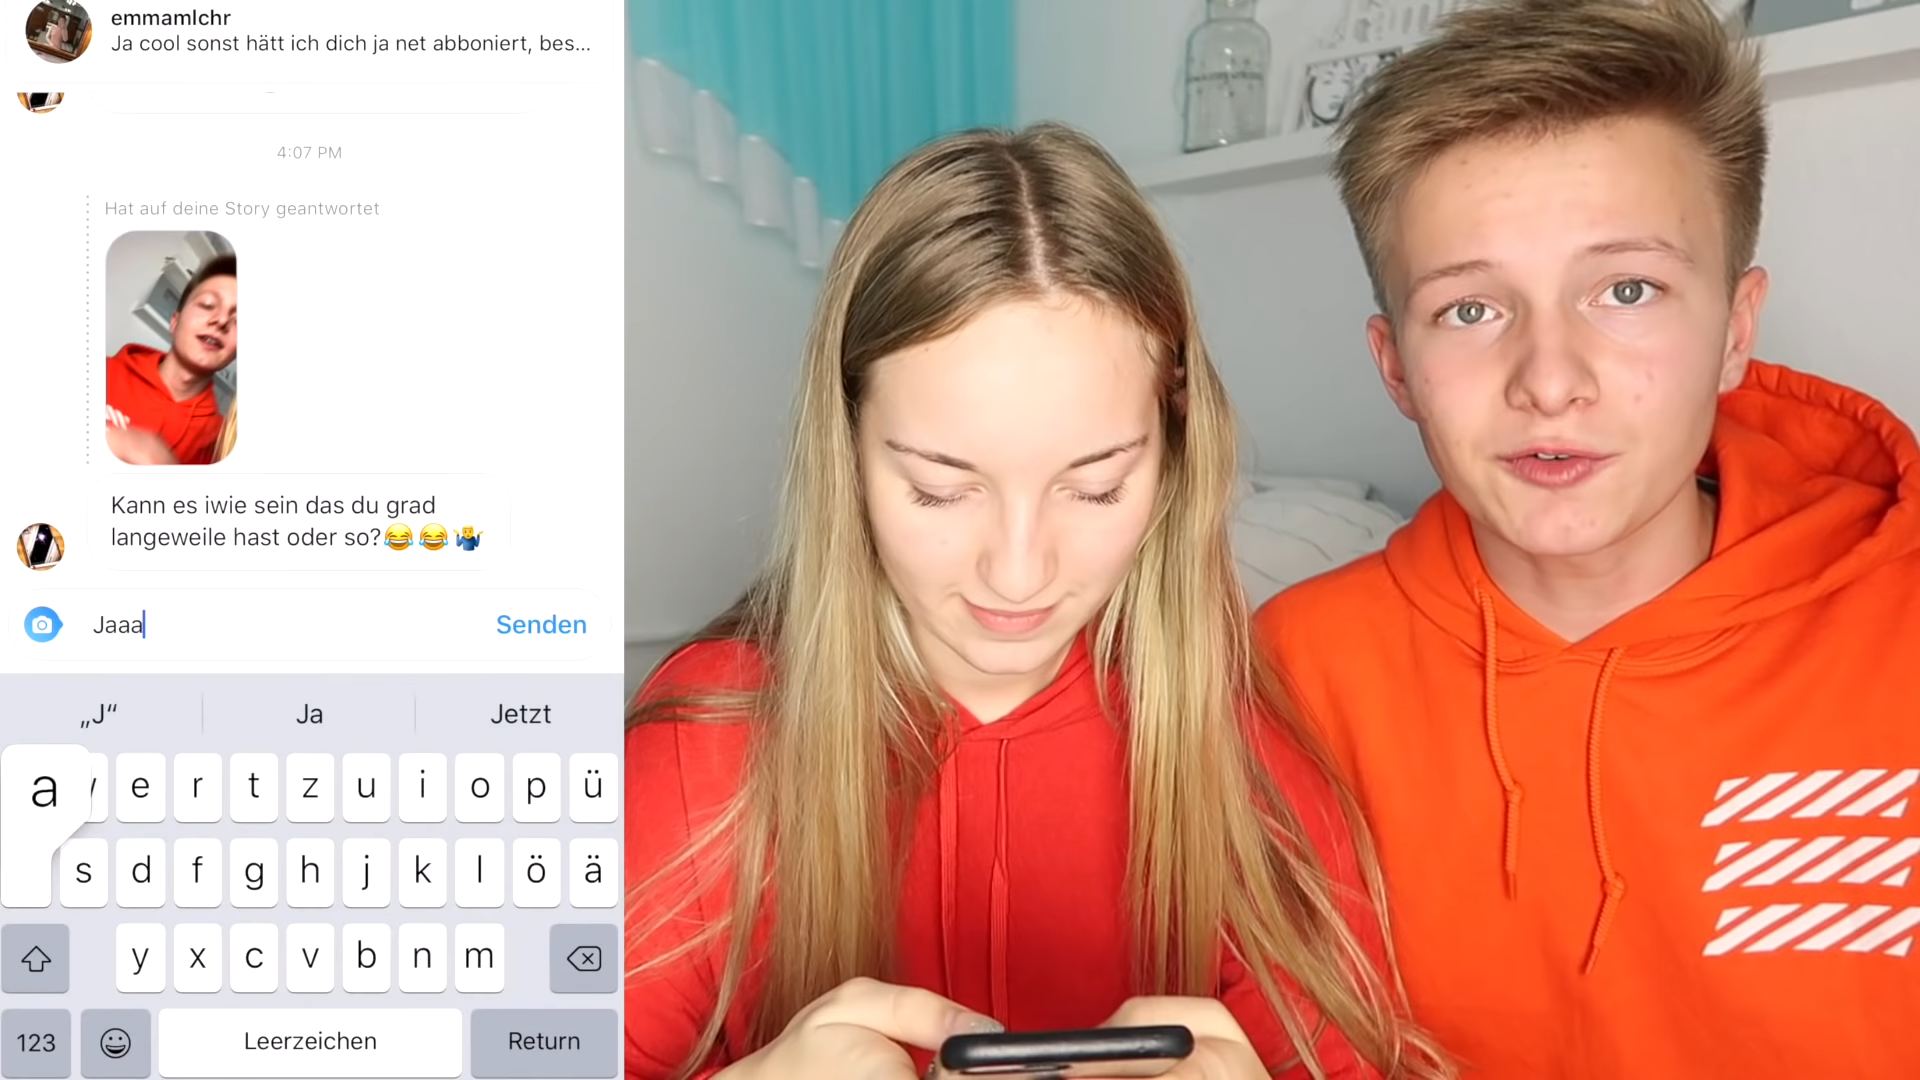 emmamlchr
Ja cool sonst hätt ich dich ja net abboniert, bes...
4:07 PM
Hat auf deine Story geantwortet
Kann es iwie sein das du grad
langeweile hast oder so?😂😂🤷‍♂️
Jaaa
Senden
„J“ Ja Jetzt
a e r t z u i o p ü
s d f g h j k l ö ä
y x c v b n m
123 Leerzeichen Return